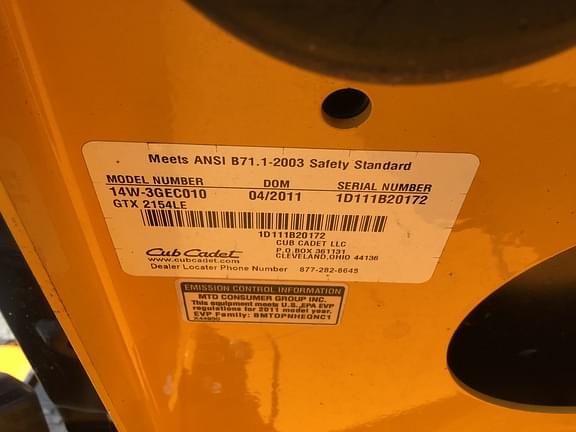 Meets ANSI B71.1-2003 Safety Standard
MODEL NUMBER DOM SERIAL NUMBER
14W-3GEC010 04/2011 1D111B20172
GTX 2154LE
1D111B20172
CUB CADET LLC
P.O.BOX 361131
CLEVELAND,OHIO 44136
Cub Cadet
www.cubcadet.com
Dealer Locator Phone Number 877-282-8645
EMISSION CONTROL INFORMATION
MTD CONSUMER GROUP INC.
This equipment meets U.S.,EPA EVP
regulations for 2011 model year.
EVP Family: BMTDPNHEQNC1